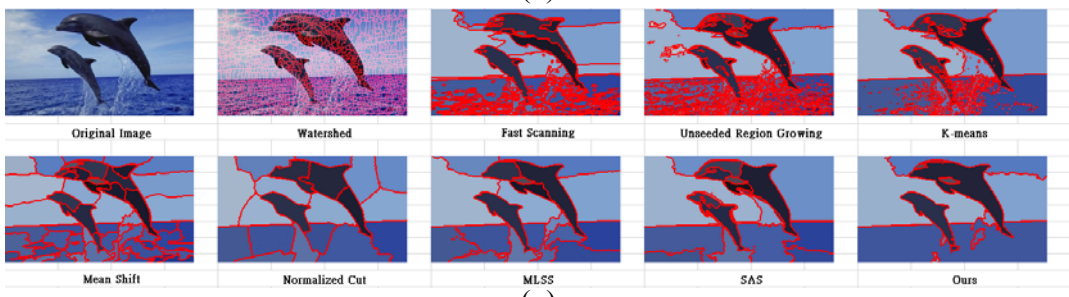 Original Image
Watershed
Fast Scanning
Unseeded Region Growing
K-means
Mean Shift
Normalized Cut
MLSS
SAS
Ours